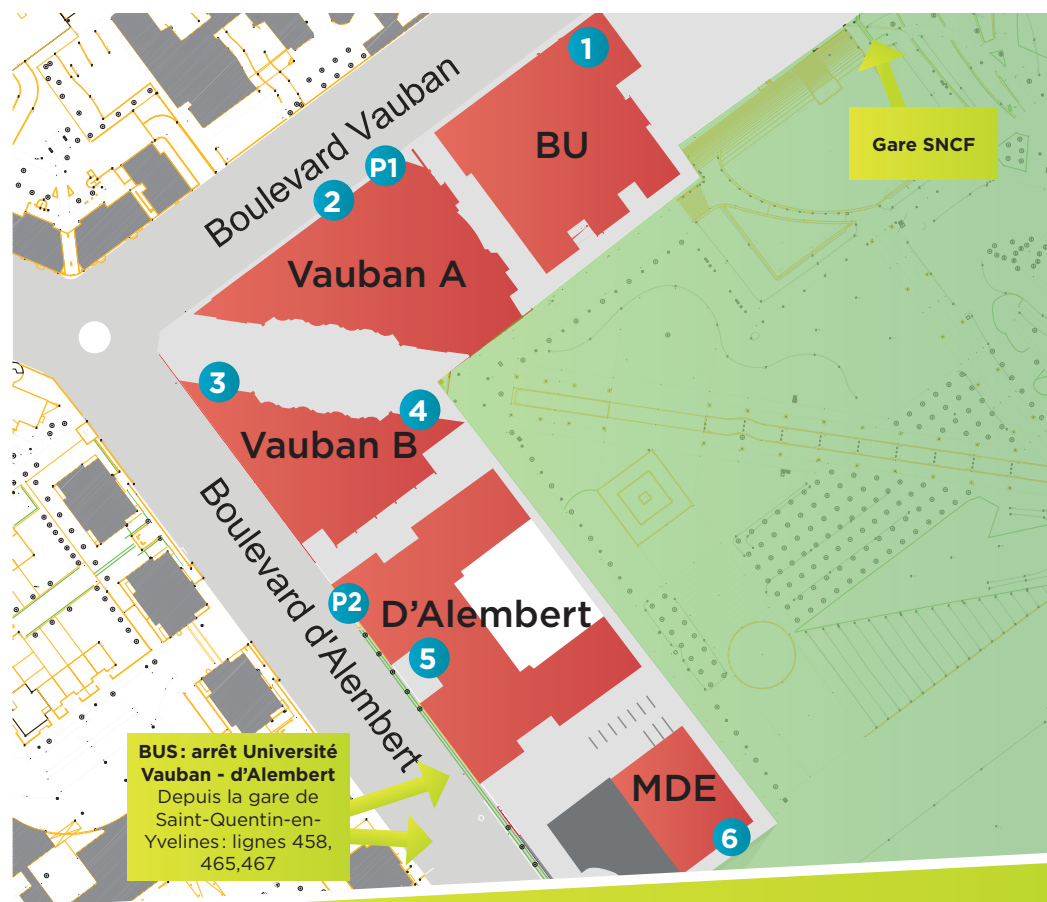 1
BU
Gare SNCF
Boulevard Vauban
P1
2
Vauban A
3
4
Vauban B
Boulevard d'Alembert
P2
D'Alembert
5
BUS : arrêt Université
Vauban - d'Alembert
Depuis la gare de
Saint-Quentin-en-
Yvelines : lignes 458,
465,467
MDE
6